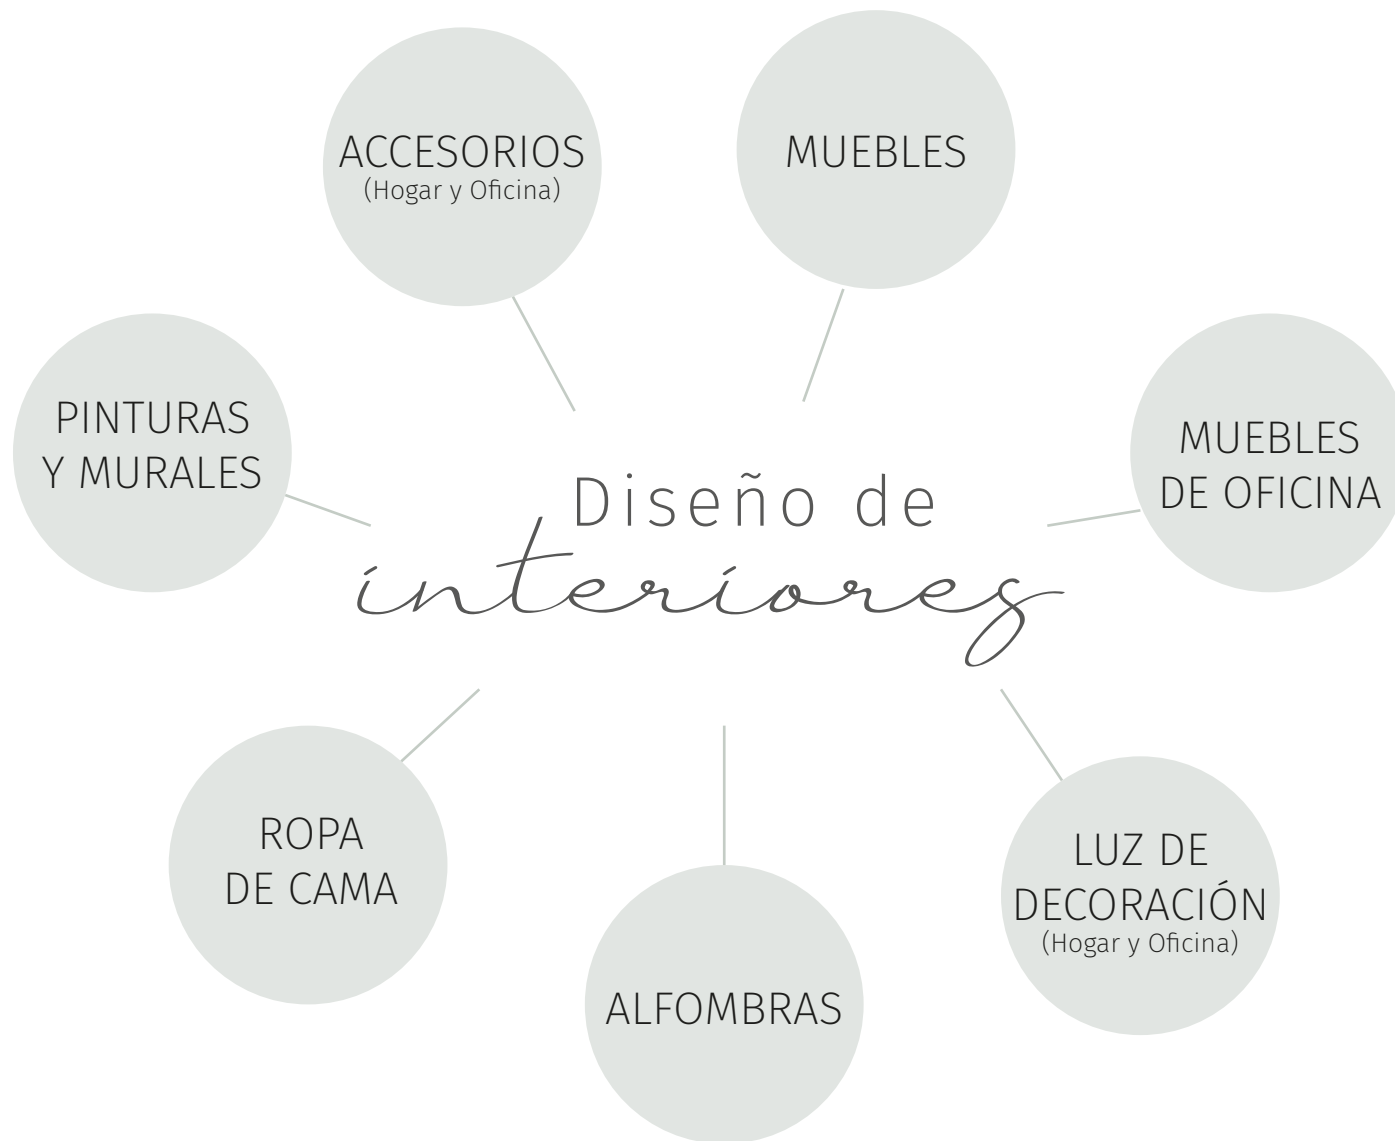 ACCESORIOS
(Hogar y Oficina)
MUEBLES
PINTURAS
Y MURALES
MUEBLES
DE OFICINA
Diseño de
interiores
ROPA
DE CAMA
LUZ DE
DECORACIÓN
(Hogar y Oficina)
ALFOMBRAS